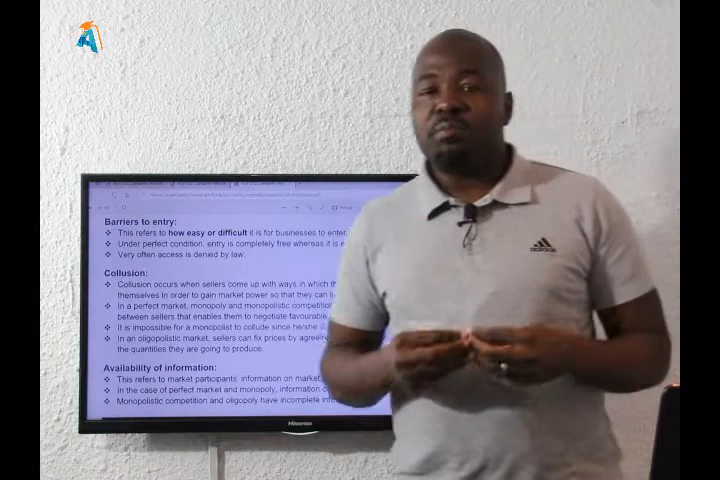 Barriers to entry:
❖ This refers to how easy or difficult it is for businesses to enter
❖ Under perfect condition, entry is completely free whereas it is
❖ Very often access is denied by law.
Collusion:
❖ Collusion occurs when sellers come up with ways in which
themselves in order to gain market power so that they can
❖ In a perfect market, monopoly and monopolistic competition
between sellers that enables them to negotiate favourable
❖ It is impossible for a monopolist to collude since he/she
❖ In an oligopolistic market, sellers can fix prices by
the quantities they are going to produce.
Availability of information:
❖ This refers to market participants' information on market
❖ In the case of perfect market and monopoly, information
❖ Monopolistic competition and oligopoly have incomplete
Hisense
adidas